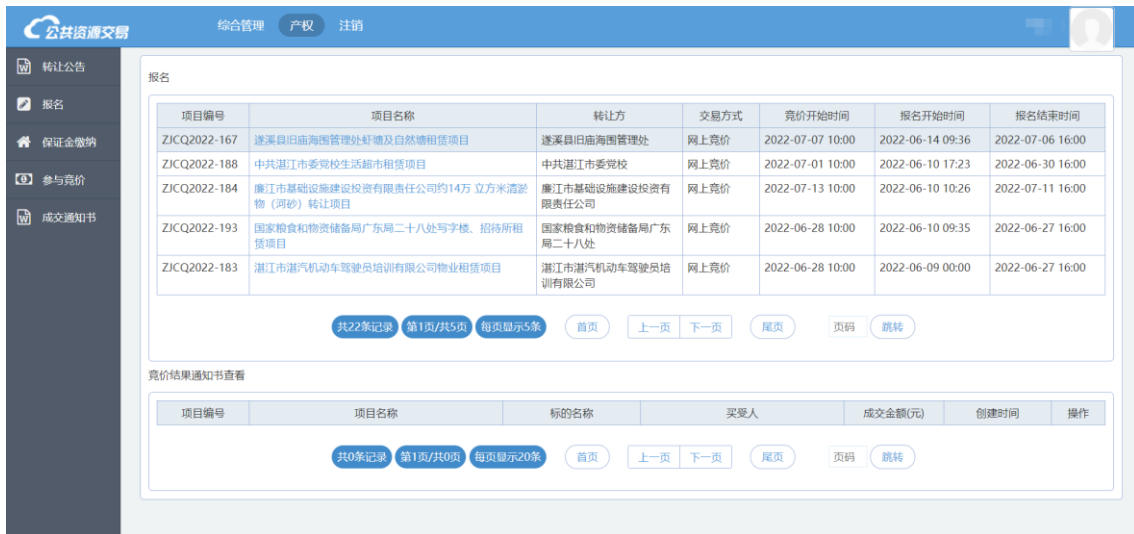 公共资源交易
综合管理 产权 注销
转让公告
报名
保证金缴纳
参与竞价
成交通知书
报名
项目编号 项目名称 转让方 交易方式 竞价开始时间 报名开始时间 报名结束时间
ZJCQ2022-167 遂溪县旧庙海围管理处虾塘及自然塘租赁项目 遂溪县旧庙海围管理处 网上竞价 2022-07-07 10:00 2022-06-14 09:36 2022-07-06 16:00
ZJCQ2022-188 中共湛江市委党校生活超市租赁项目 中共湛江市委党校 网上竞价 2022-07-01 10:00 2022-06-10 17:23 2022-06-30 16:00
ZJCQ2022-184 廉江市基础设施建设投资有限责任公司约14万 立方米清淤 廉江市基础设施建设投资有 网上竞价 2022-07-13 10:00 2022-06-10 10:26 2022-07-11 16:00
物（河砂）转让项目 限责任公司
ZJCQ2022-193 国家粮食和物资储备局广东局二十八处写字楼、招待所租 国家粮食和物资储备局广东 网上竞价 2022-06-28 10:00 2022-06-10 09:35 2022-06-27 16:00
赁项目 局二十八处
ZJCQ2022-183 湛江市湛汽机动车驾驶员培训有限公司物业租赁项目 湛江市湛汽机动车驾驶员培 网上竞价 2022-06-28 10:00 2022-06-09 00:00 2022-06-27 16:00
训有限公司
共22条记录 第1页/共5页 每页显示5条 首页 上一页 下一页 尾页 页码 跳转
竞价结果通知书查看
项目编号 项目名称 标的名称 买受人 成交金额(元) 创建时间 操作
共0条记录 第1页/共0页 每页显示20条 首页 上一页 下一页 尾页 页码 跳转